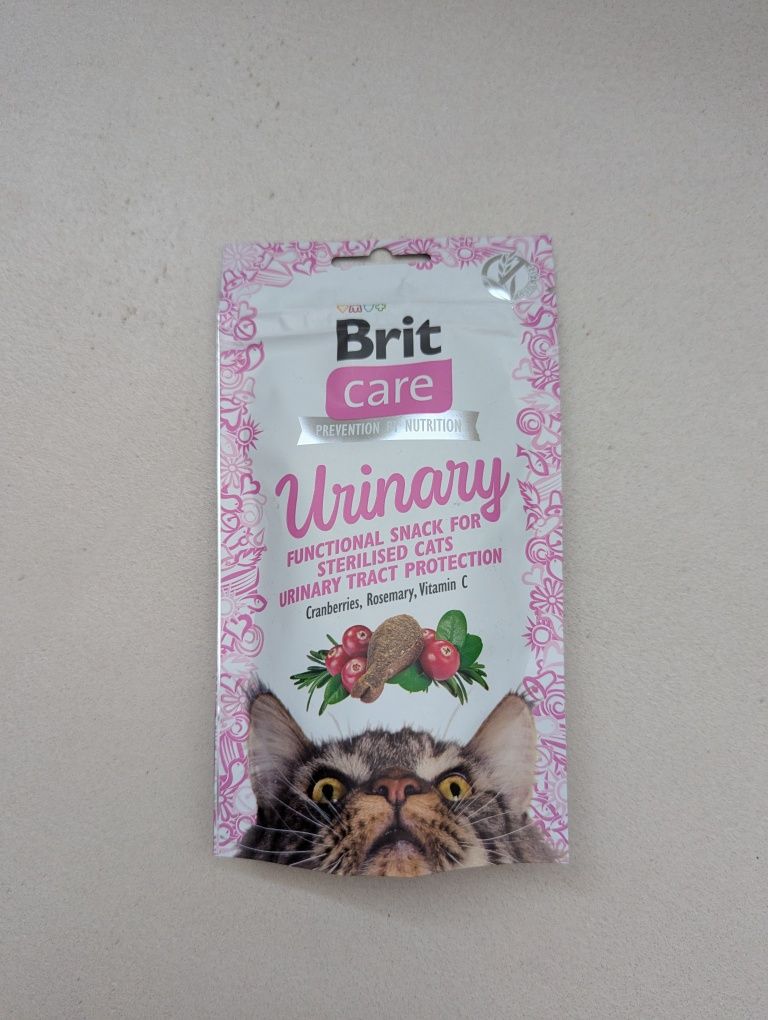 Brit
care
PREVENTION BY NUTRITION
Urinary
FUNCTIONAL SNACK FOR
STERILISED CATS
URINARY TRACT PROTECTION
Cranberries, Rosemary, Vitamin C